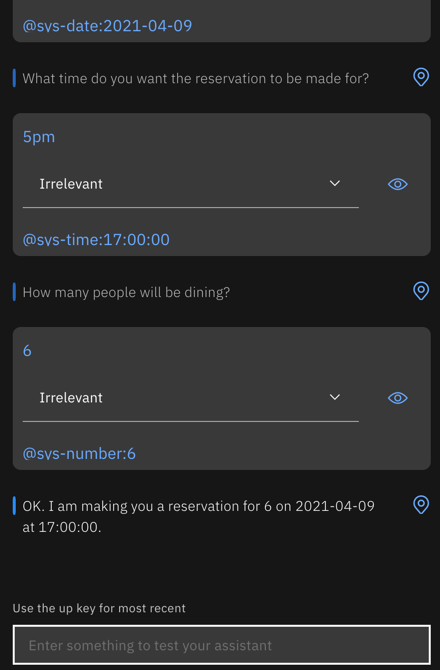 @sys-date:2021-04-09
What time do you want the reservation to be made for?
5pm
Irrelevant
@sys-time:17:00:00
How many people will be dining?
6
Irrelevant
@sys-number:6
OK. I am making you a reservation for 6 on 2021-04-09
at 17:00:00.
Use the up key for most recent
Enter something to test your assistant